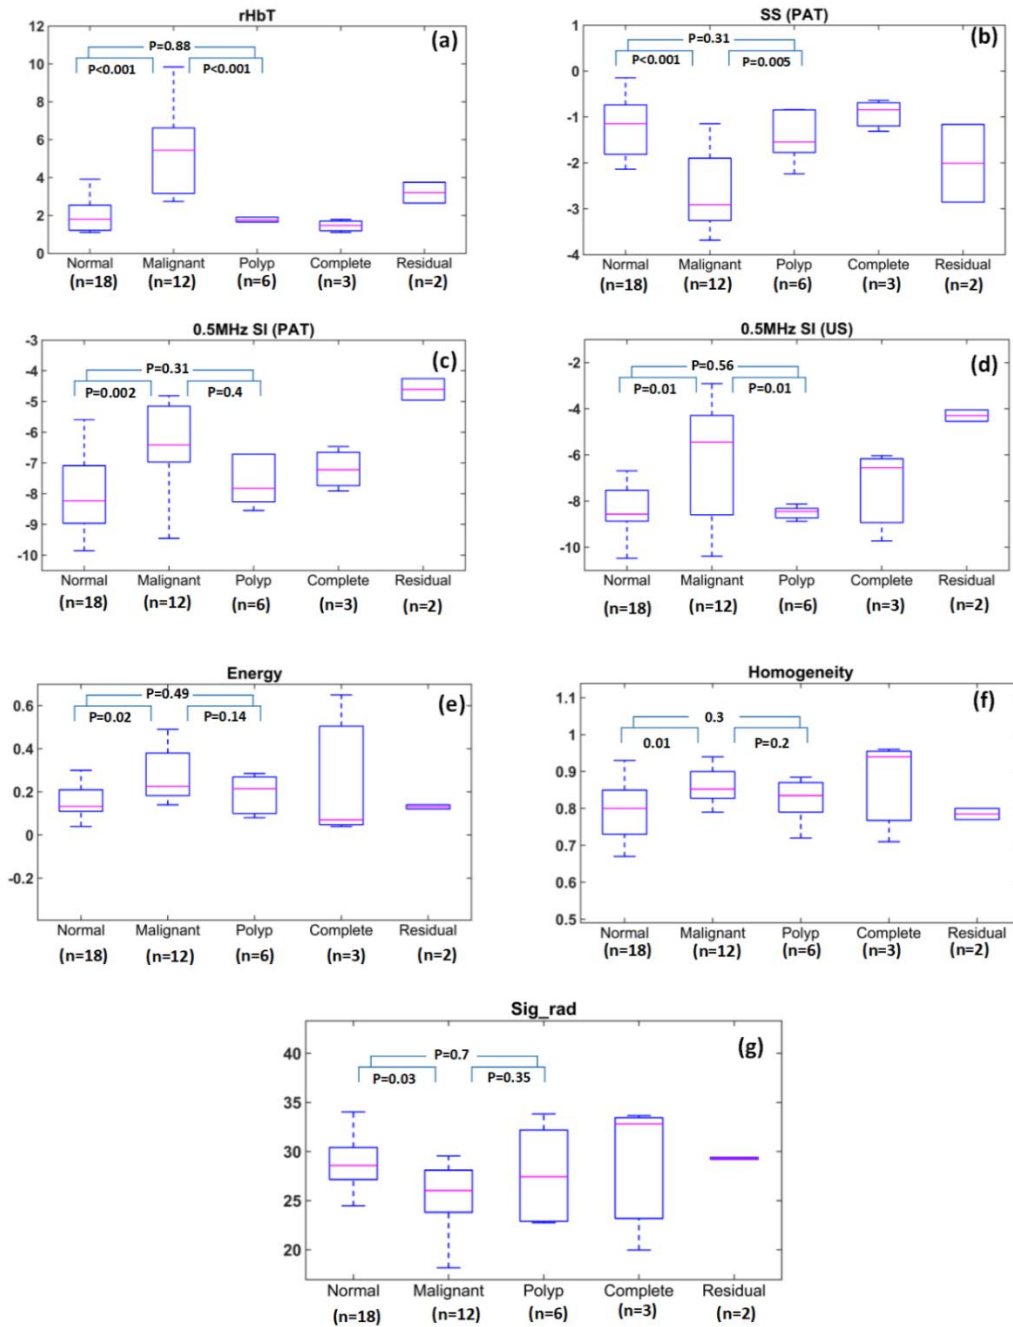 rHbT
(a)
12
10
8
6
4
2
0
P=0.88
P<0.001
P<0.001
Normal
Malignant
Polyp
Complete
Residual
(n=18)
(n=12)
(n=6)
(n=3)
(n=2)
SS (PAT)
(b)
1
0
-1
-2
-3
-4
P=0.31
P<0.001
P=0.005
Normal
Malignant
Polyp
Complete
Residual
(n=18)
(n=12)
(n=6)
(n=3)
(n=2)
0.5MHz SI (PAT)
(c)
-3
-4
-5
-6
-7
-8
-9
-10
P=0.31
P=0.002
P=0.4
Normal
Malignant
Polyp
Complete
Residual
(n=18)
(n=12)
(n=6)
(n=3)
(n=2)
0.5MHz SI (US)
(d)
-2
-4
-6
-8
-10
P=0.56
P=0.01
P=0.01
Normal
Malignant
Polyp
Complete
Residual
(n=18)
(n=12)
(n=6)
(n=3)
(n=2)
Energy
(e)
0.6
0.4
0.2
0
-0.2
P=0.49
P=0.02
P=0.14
Normal
Malignant
Polyp
Complete
Residual
(n=18)
(n=12)
(n=6)
(n=3)
(n=2)
Homogeneity
(f)
1.1
1
0.9
0.8
0.7
0.6
0.5
0.3
0.01
P=0.2
Normal
Malignant
Polyp
Complete
Residual
(n=18)
(n=12)
(n=6)
(n=3)
(n=2)
Sig_rad
(g)
40
35
30
25
20
P=0.7
P=0.03
P=0.35
Normal
Malignant
Polyp
Complete
Residual
(n=18)
(n=12)
(n=6)
(n=3)
(n=2)